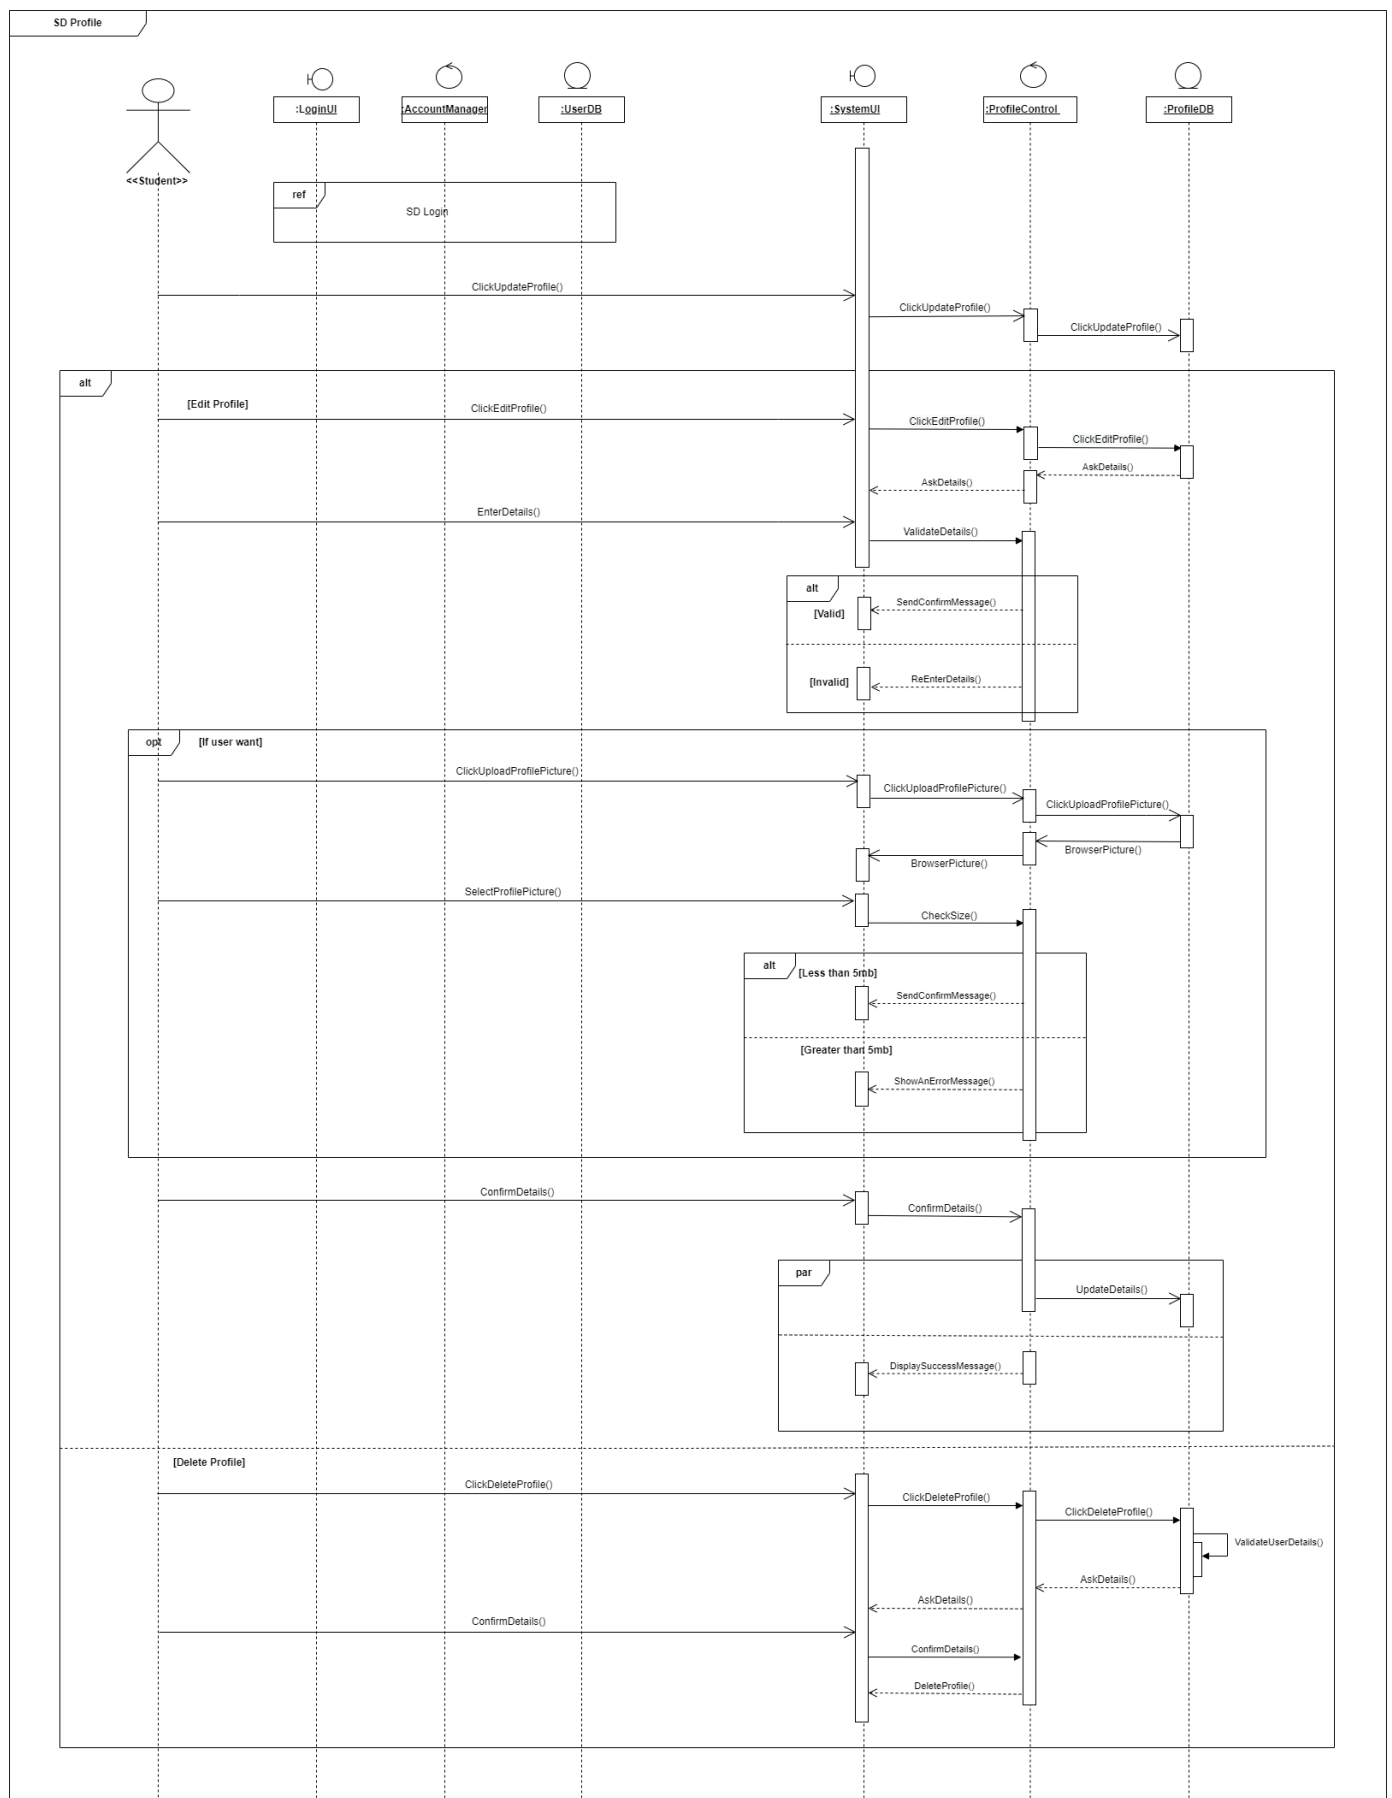 SD Profile
:LoginUI
:AccountManager
:UserDB
:SystemUI
:ProfileControl
:ProfileDB
<<Student>>
ref
SD Login
ClickUpdateProfile()
ClickUpdateProfile()
ClickUpdateProfile()
alt
[Edit Profile]
ClickEditProfile()
ClickEditProfile()
ClickEditProfile()
AskDetails()
AskDetails()
EnterDetails()
ValidateDetails()
alt
SendConfirmMessage()
[Valid]
[Invalid]
ReEnterDetails()
opt
[If user want]
ClickUploadProfilePicture()
ClickUploadProfilePicture()
ClickUploadProfilePicture()
BrowserPicture()
BrowserPicture()
SelectProfilePicture()
CheckSize()
alt
[Less than 5mb]
SendConfirmMessage()
[Greater than 5mb]
ShowAnErrorMessage()
ConfirmDetails()
ConfirmDetails()
par
UpdateDetails()
DisplaySuccessMessage()
[Delete Profile]
ClickDeleteProfile()
ClickDeleteProfile()
ClickDeleteProfile()
ValidateUserDetails()
AskDetails()
AskDetails()
ConfirmDetails()
ConfirmDetails()
DeleteProfile()